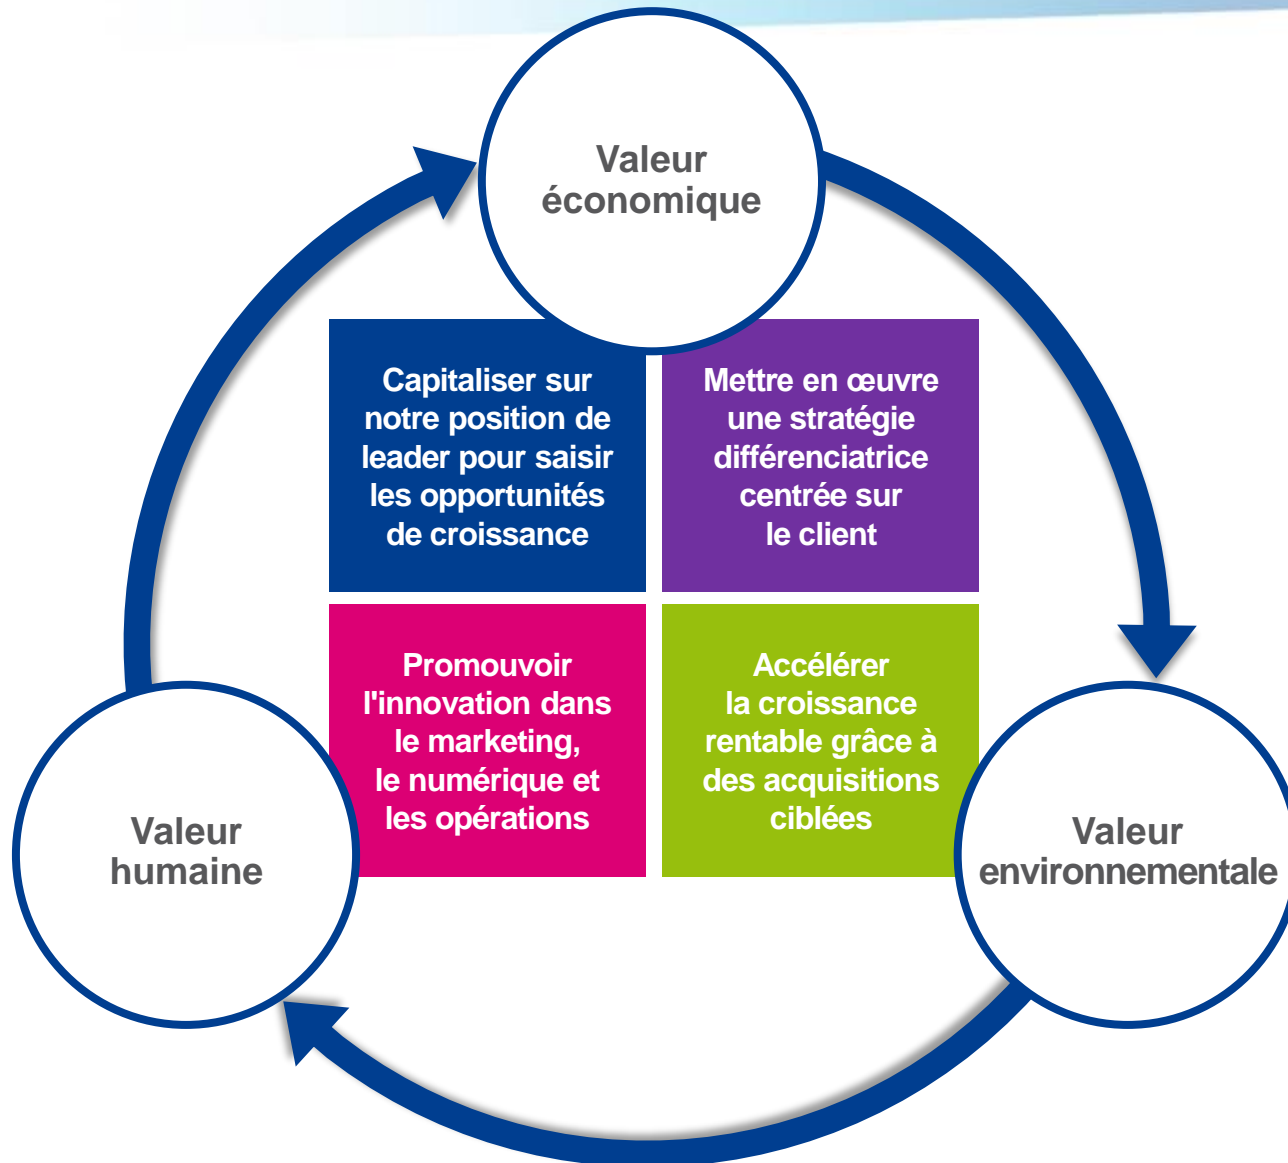 Valeur
économique
Capitaliser sur
notre position de
leader pour saisir
les opportunités
de croissance
Mettre en œuvre
une stratégie
différenciatrice
centrée sur
le client
Promouvoir
l'innovation dans
le marketing,
le numérique et
les opérations
Accélérer
la croissance
rentable grâce à
des acquisitions
ciblées
Valeur
humaine
Valeur
environnementale